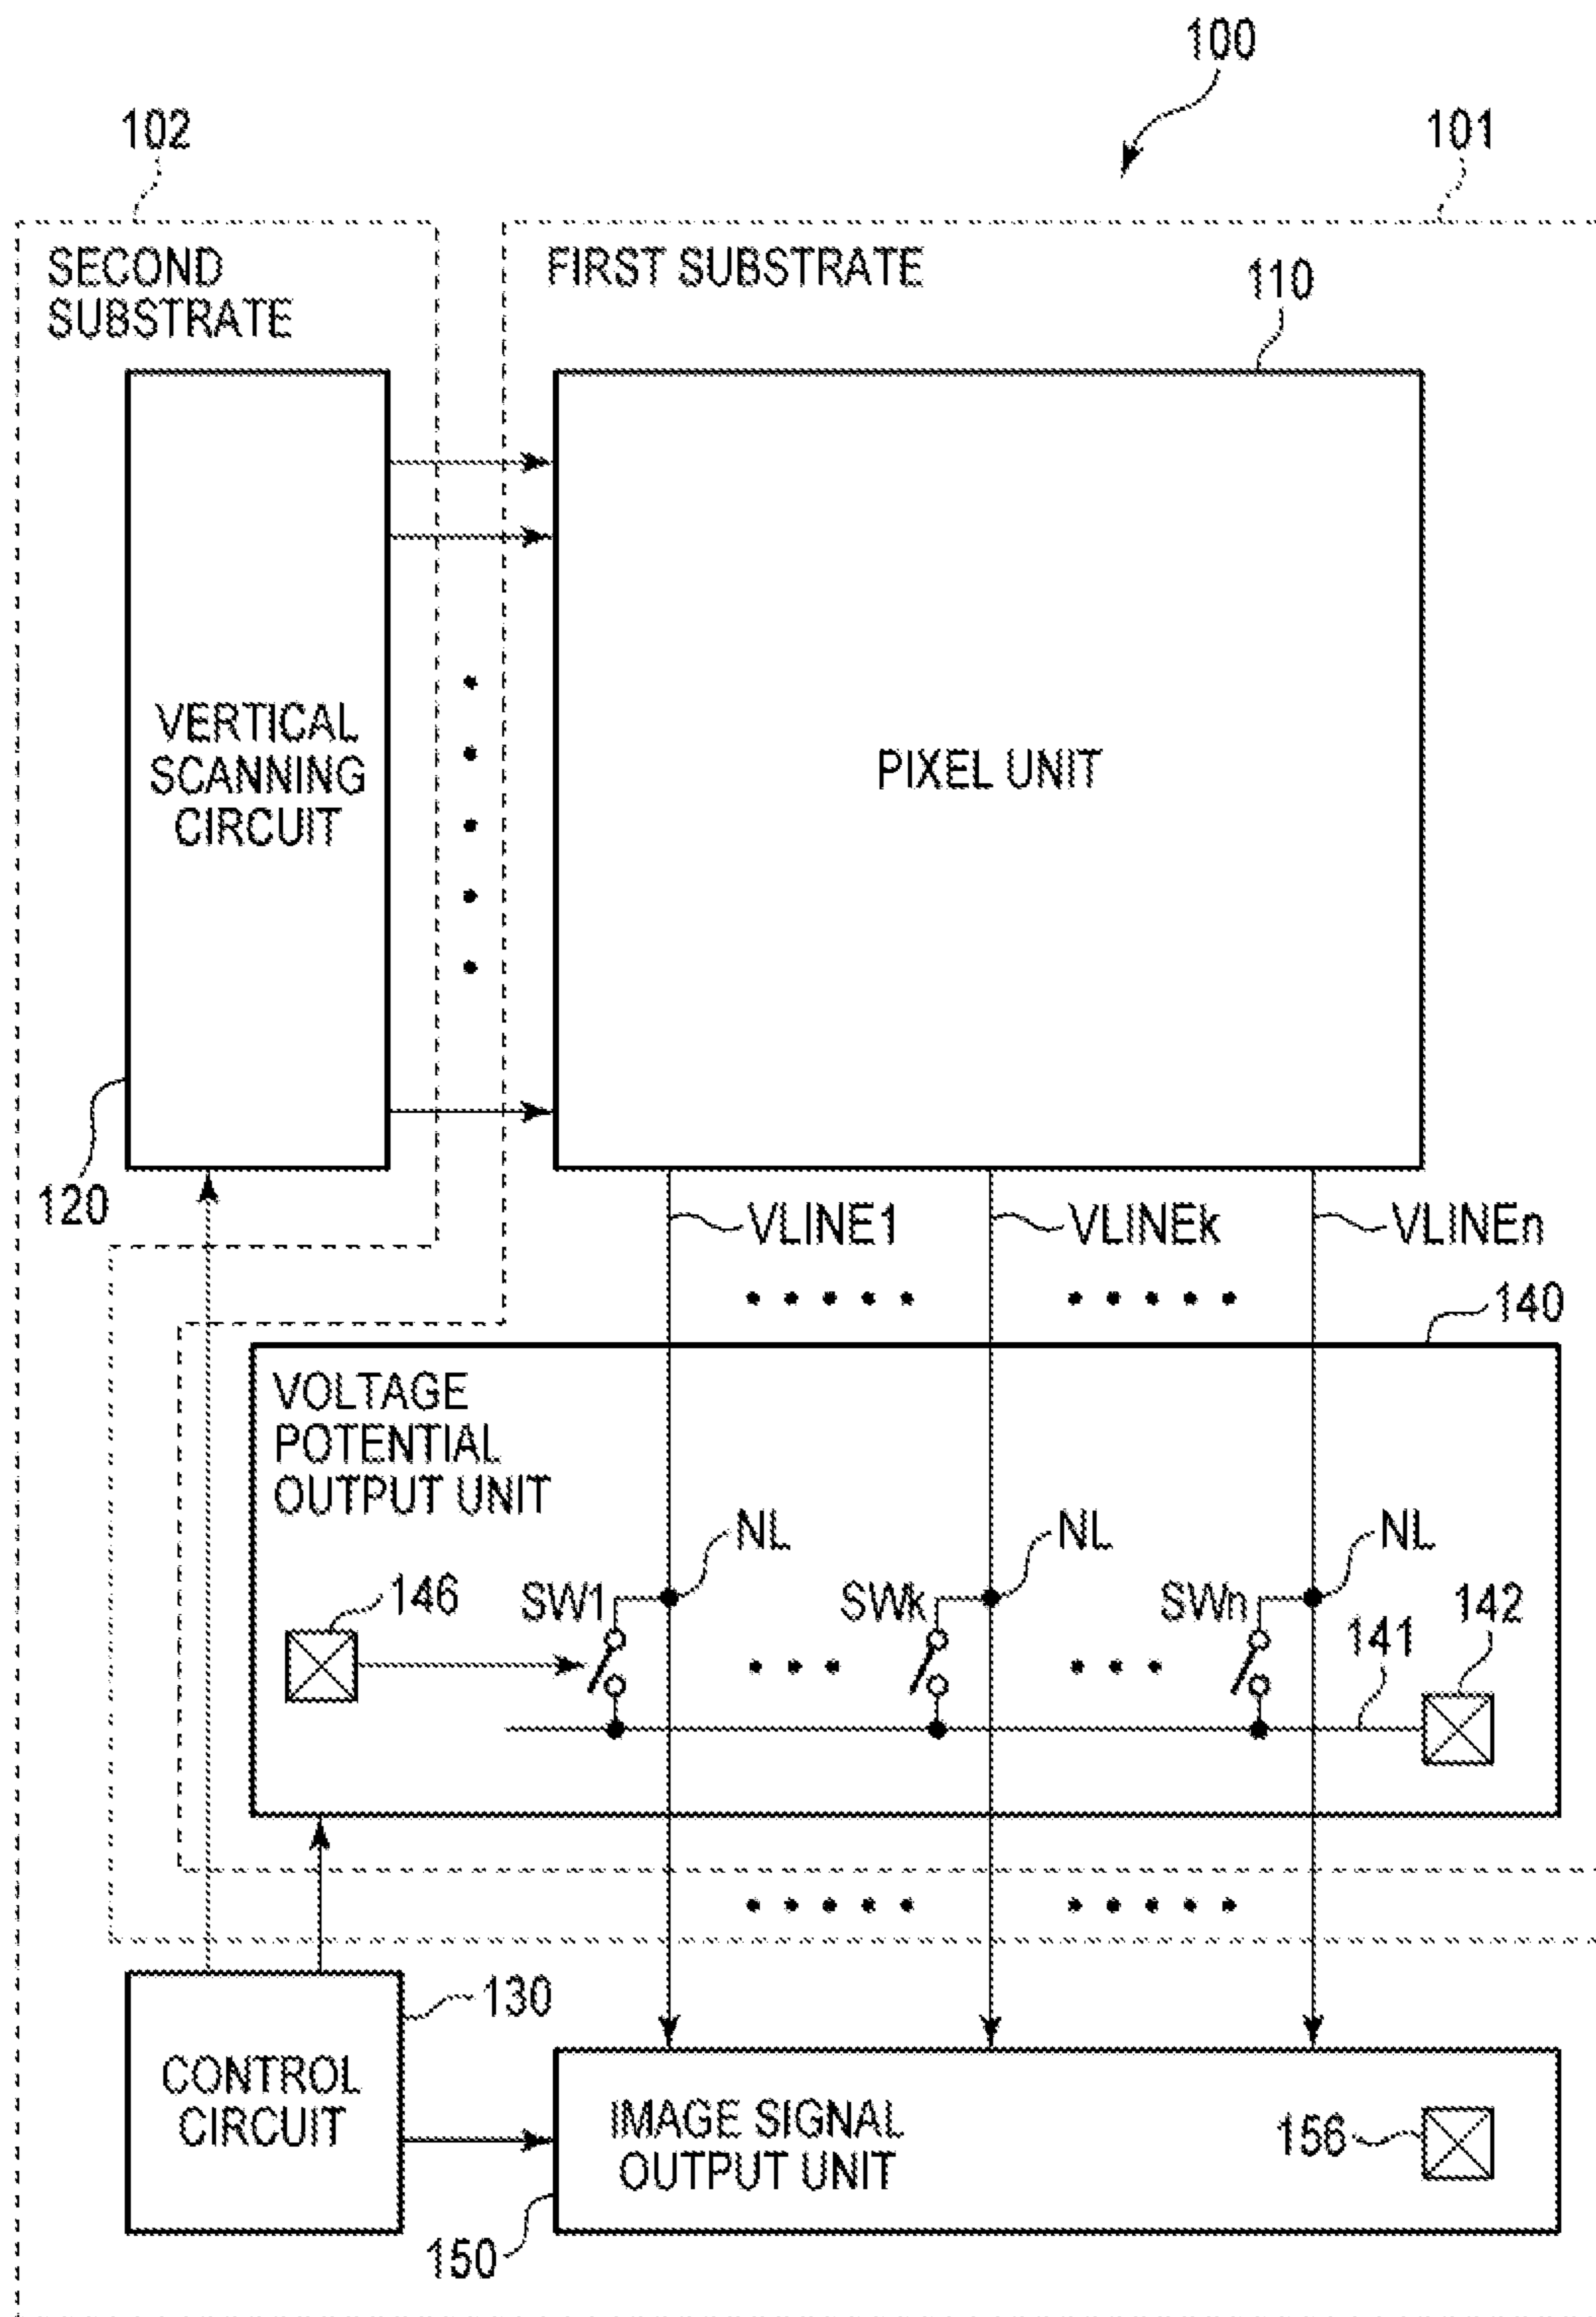 100
102
101
SECOND
SUBSTRATE
FIRST SUBSTRATE
110
VERTICAL
SCANNING
CIRCUIT
PIXEL UNIT
120
VLINE1
VLINEk
VLINEn
140
VOLTAGE
POTENTIAL
OUTPUT UNIT
NL
NL
NL
146
SW1
SWk
SWn
141
142
130
CONTROL
CIRCUIT
IMAGE SIGNAL
OUTPUT UNIT
156
150